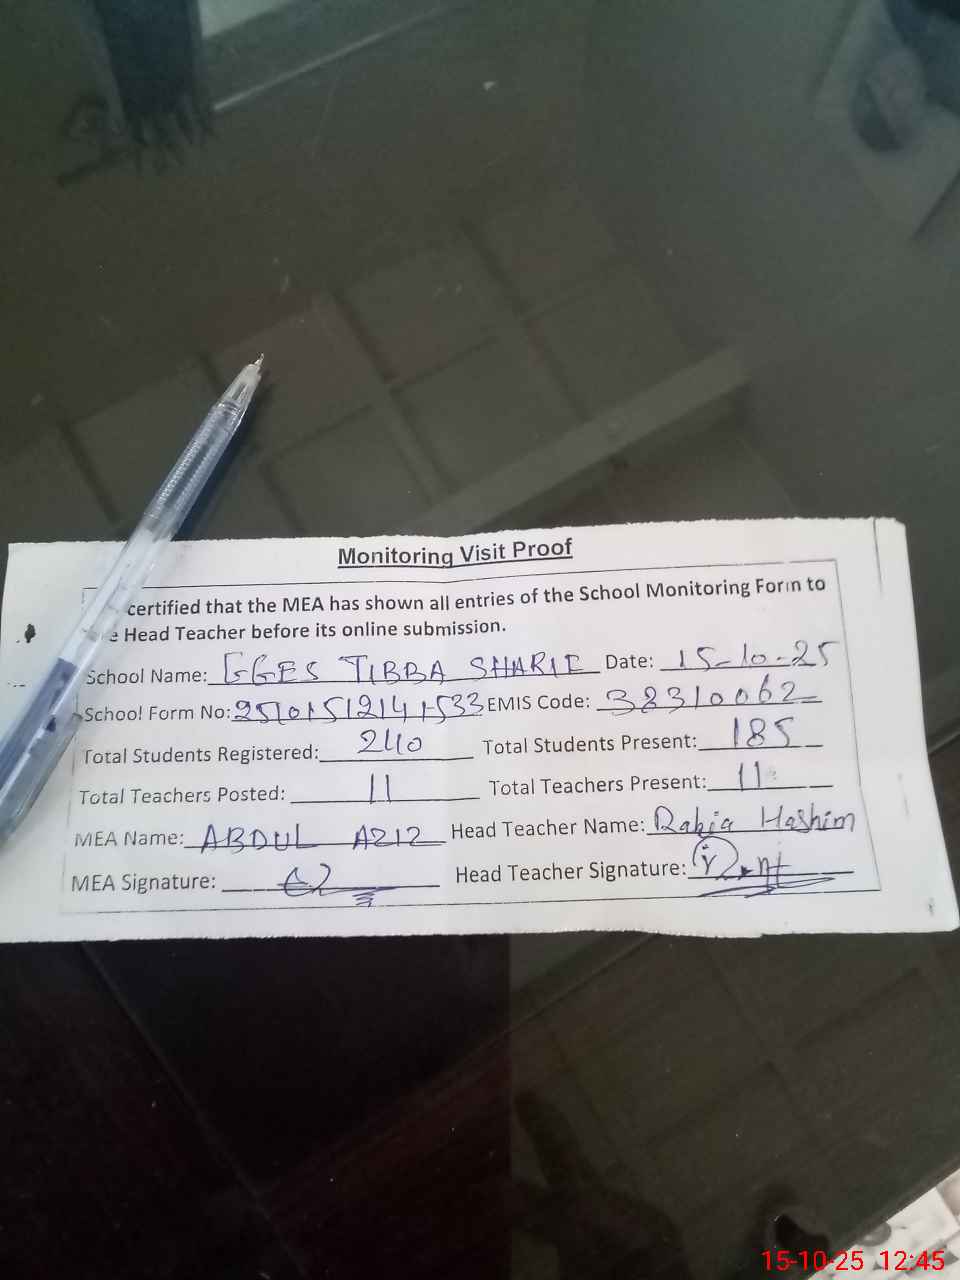 Monitoring Visit Proof
certified that the MEA has shown all entries of the School Monitoring Form to
Head Teacher before its online submission.
School Name: GGES TIBBA SHARIF Date: 15-10-25
School Form No: EMIS Code: 38310062
Total Students Registered: 240 Total Students Present: 185
Total Teachers Posted: 11 Total Teachers Present: 11
MEA Name: ABDUL AZIZ Head Teacher Name: Rabia Hashim
MEA Signature: Head Teacher Signature:
15-10-25 12:45